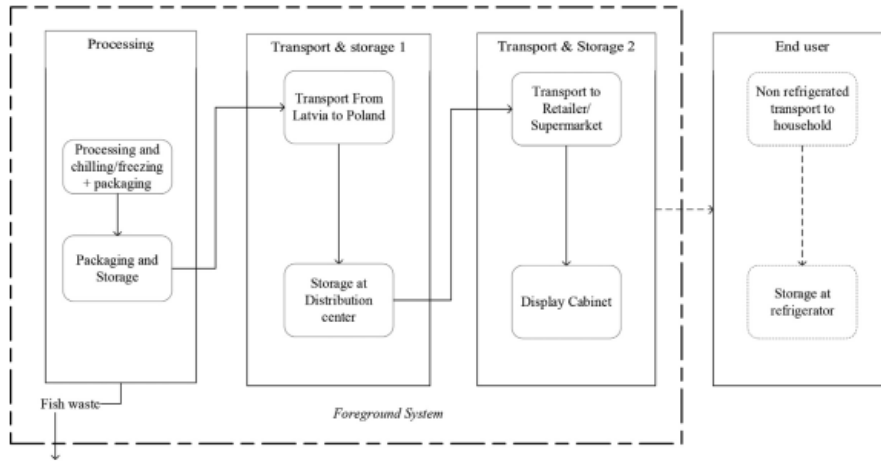 Processing
Processing and
chilling/freezing
+ packaging
Packaging and
Storage
Fish waste
Transport & storage 1
Transport From
Latvia to Poland
Storage at
Distribution
center
Foreground System
Transport & Storage 2
Transport to
Retailer/
Supermarket
Display Cabinet
End user
Non refrigerated
transport to
household
Storage at
refrigerator